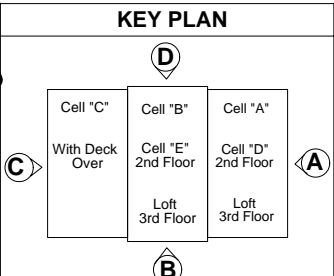 KEY PLAN
D
Cell "C"
With Deck
Over
Cell "B"
Cell "E"
2nd Floor
Loft
3rd Floor
Cell "A"
Cell "D"
2nd Floor
Loft
3rd Floor
C
A
B